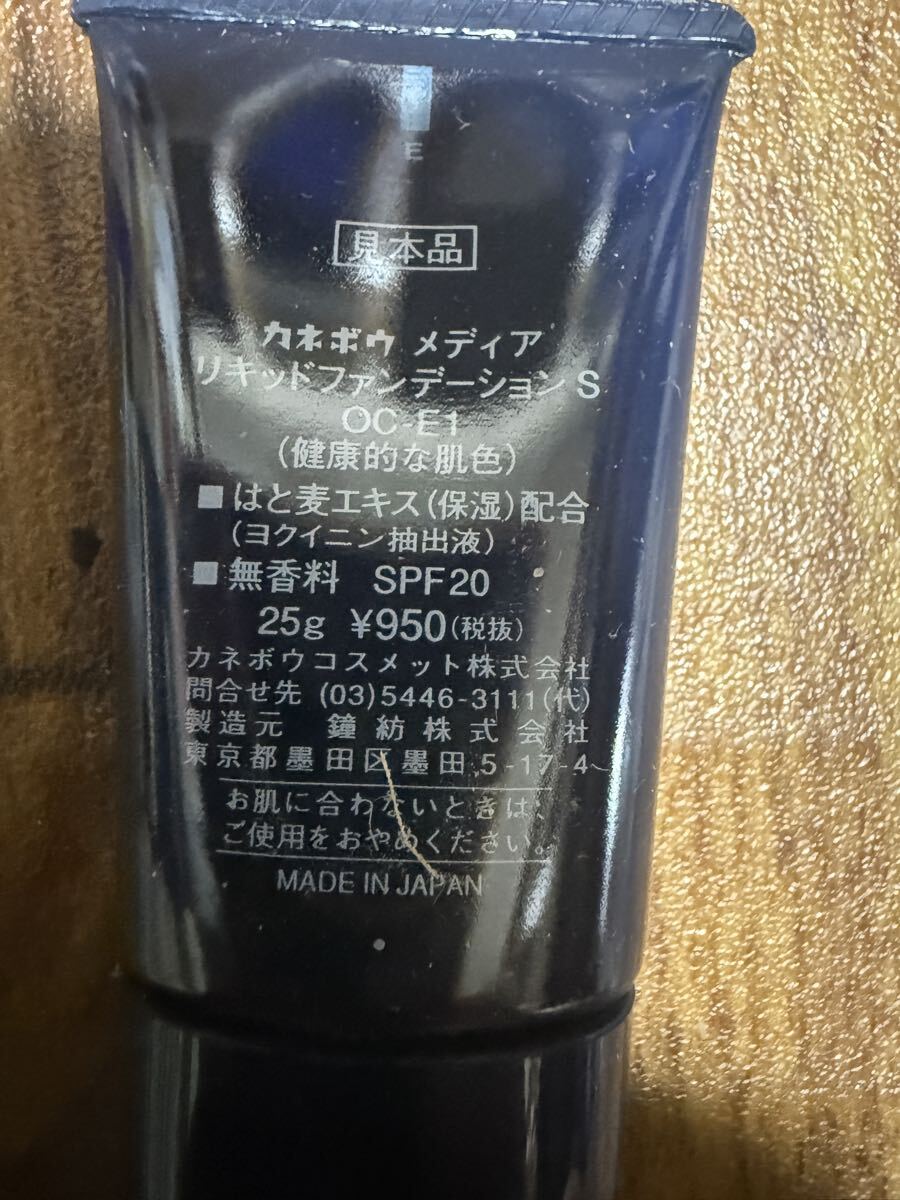 E
見本品
カネボウ メディア
リキッドファンデーション S
OC-E1
(健康的な肌色)
■はと麦エキス(保湿)配合
(ヨクイニン抽出液)
■無香料 SPF20
25g ¥950(税抜)
カネボウコスメット株式会社
問合せ先 (03)5446-3111(代)
製造元 鐘紡株式会社
東京都墨田区墨田5-17-4
お肌に合わないときは、
ご使用をおやめください。
MADE IN JAPAN